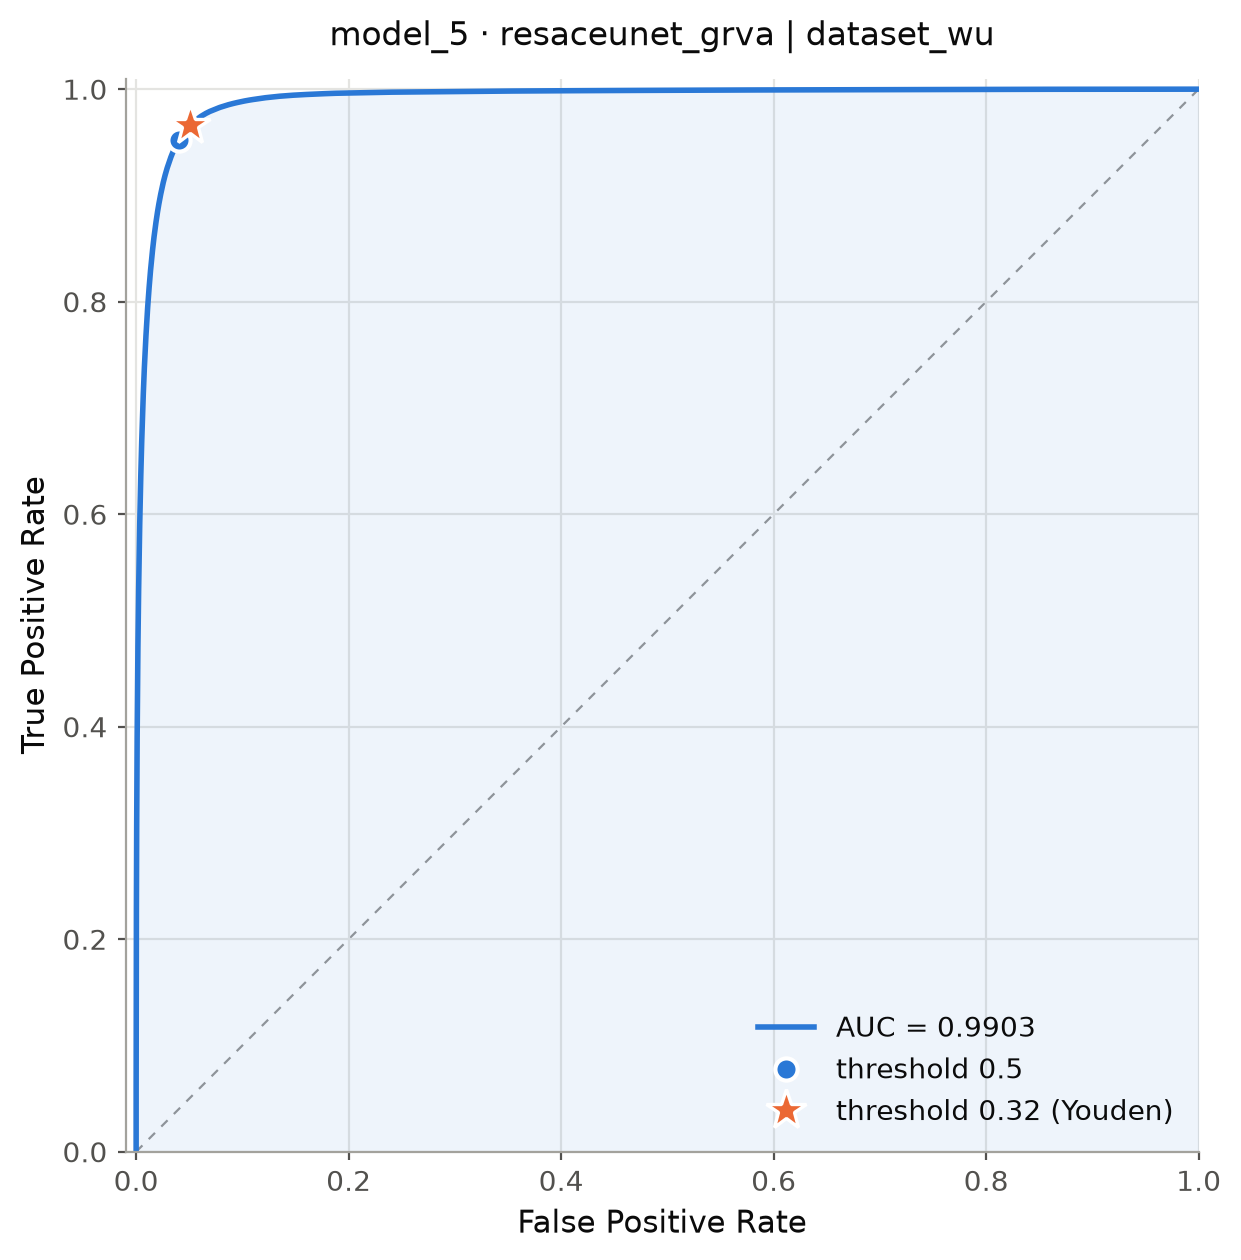 model_5 · resaceunet_grva | dataset_wu
1.0
0.8
0.6
0.4
0.2
0.0
True Positive Rate
0.0 0.2 0.4 0.6 0.8 1.0
False Positive Rate
AUC = 0.9903
threshold 0.5
threshold 0.32 (Youden)